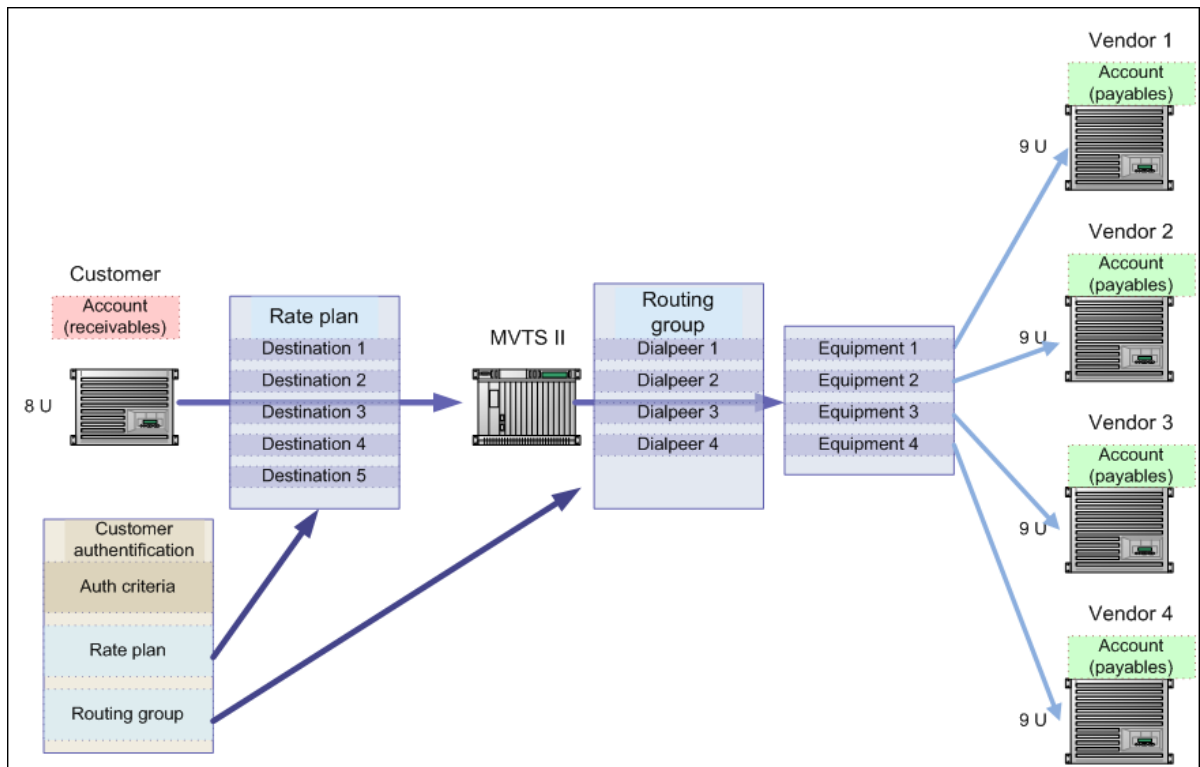 Customer
Account
(receivables)
8 U
Customer
authentification
Auth criteria
Rate plan
Routing group
Rate plan
Destination 1
Destination 2
Destination 3
Destination 4
Destination 5
MVTS II
Routing
group
Dialpeer 1
Dialpeer 2
Dialpeer 3
Dialpeer 4
Equipment 1
Equipment 2
Equipment 3
Equipment 4
Vendor 1
Account
(payables)
9 U
Vendor 2
Account
(payables)
9 U
Vendor 3
Account
(payables)
9 U
Vendor 4
Account
(payables)
9 U